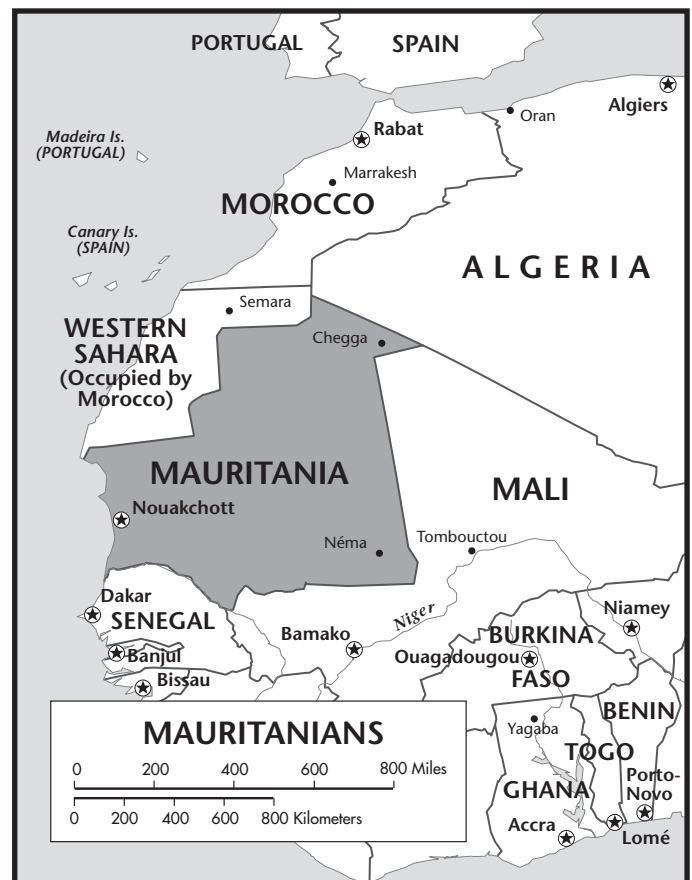 PORTUGAL
SPAIN
Algiers
Oran
Madeira Is.
(PORTUGAL)
Rabat
Marrakesh
MOROCCO
Canary Is.
(SPAIN)
ALGERIA
Semara
WESTERN
SAHARA
(Occupied by
Morocco)
Chegga
MAURITANIA
MALI
Nouakchott
Néma
Tombouctou
Dakar
SENEGAL
Niger
Niamey
Bamako
BURKINA
Banjul
Ouagadougou
Bissau
FASO
BENIN
Yagaba
TOGO
GHANA
Porto-
Novo
Accra
Lomé
MAURITANIANS
0 200 400 600 800 Miles
0 200 400 600 800 Kilometers